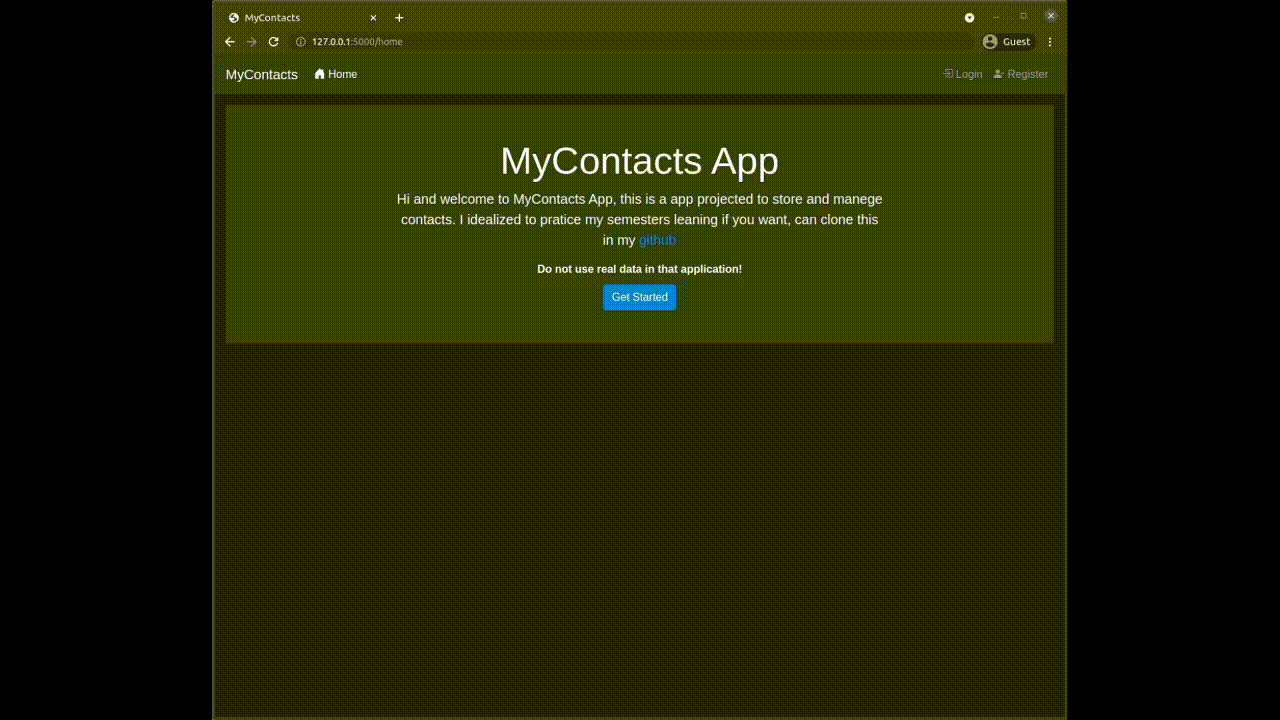 MyContacts
127.0.0.1:5000/home
Guest
MyContacts Home Login Register
MyContacts App
Hi and welcome to MyContacts App, this is a app projected to store and manege
contacts. I idealized to pratice my semesters leaning if you want, can clone this
in my github
Do not use real data in that application!
Get Started